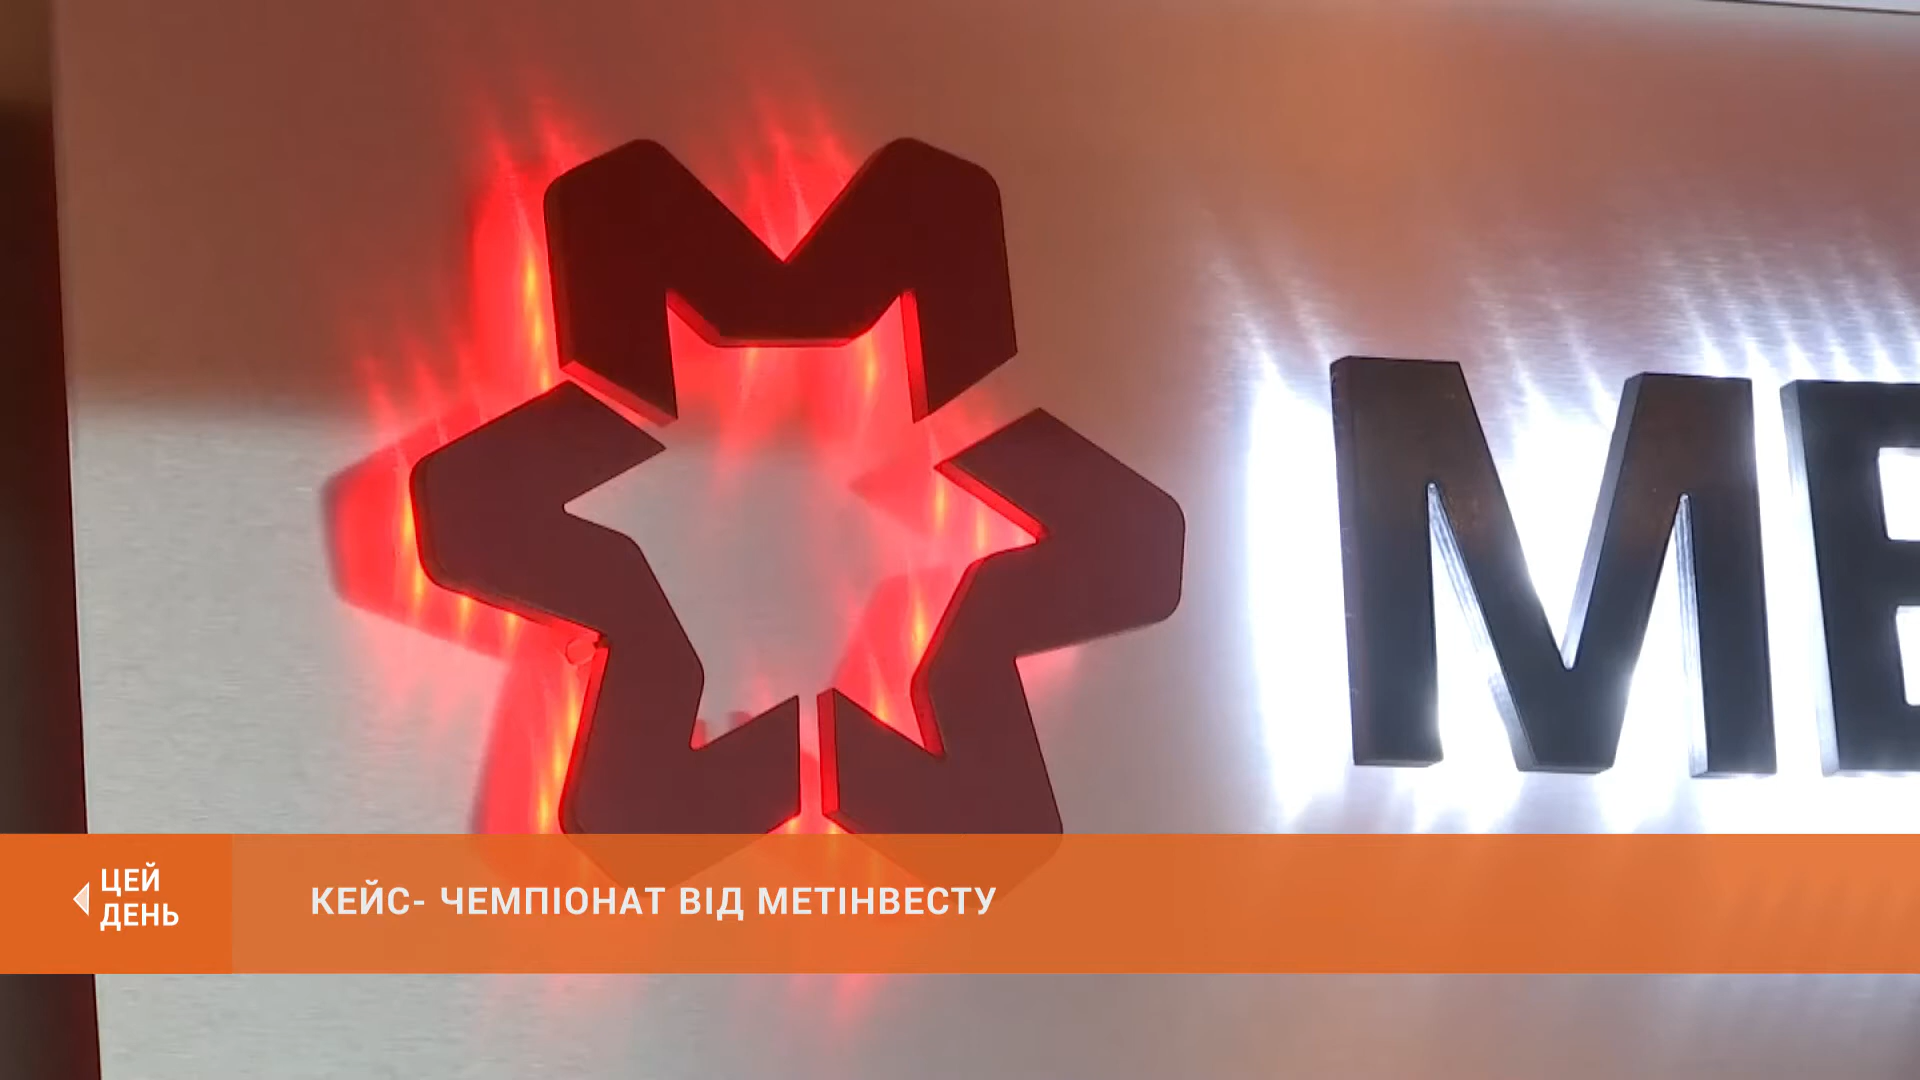 МЕ
ЦЕЙ
ДЕНЬ
КЕЙС- ЧЕМПІОНАТ ВІД МЕТІНВЕСТУ